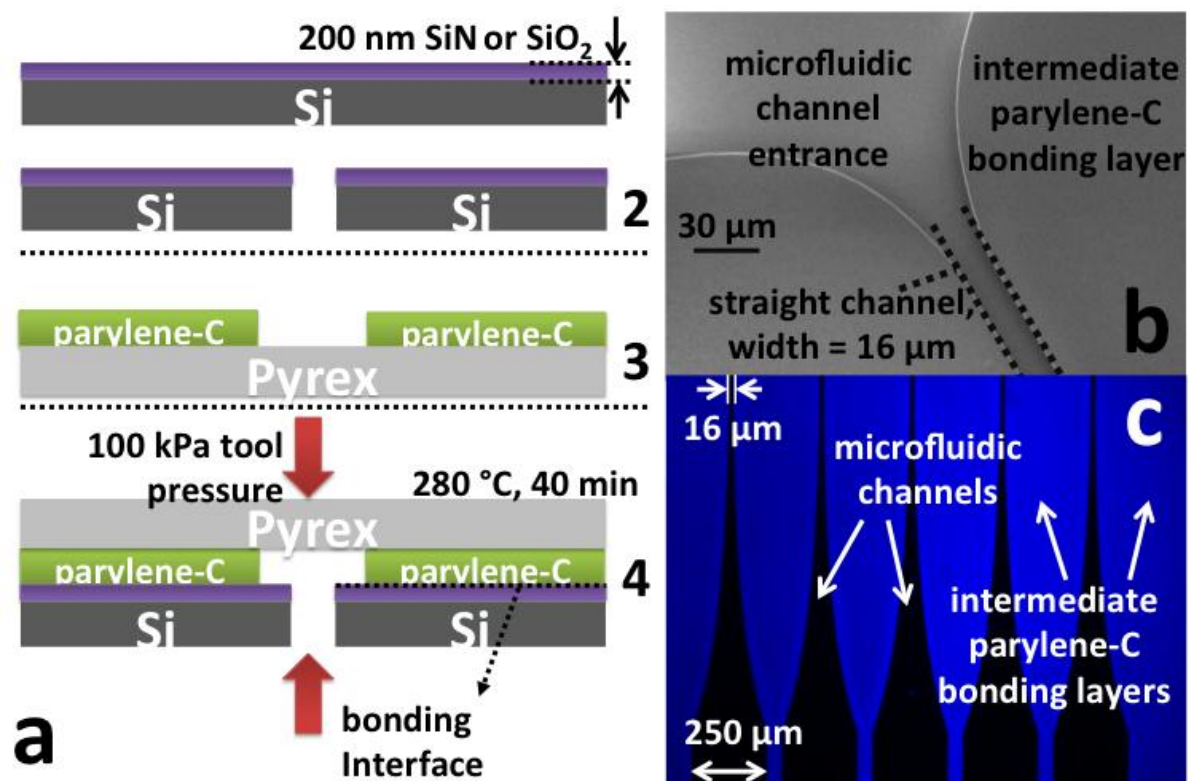 200 nm SiN or SiO₂
Si
Si
Si
2
parylene-C
parylene-C
Pyrex
3
100 kPa tool
pressure
280 °C, 40 min
Pyrex
parylene-C
parylene-C
4
Si
Si
bonding
Interface
a
microfluidic
channel
entrance
intermediate
parylene-C
bonding layer
30 µm
straight channel,
width = 16 µm
b
16 µm
c
microfluidic
channels
intermediate
parylene-C
bonding layers
250 µm